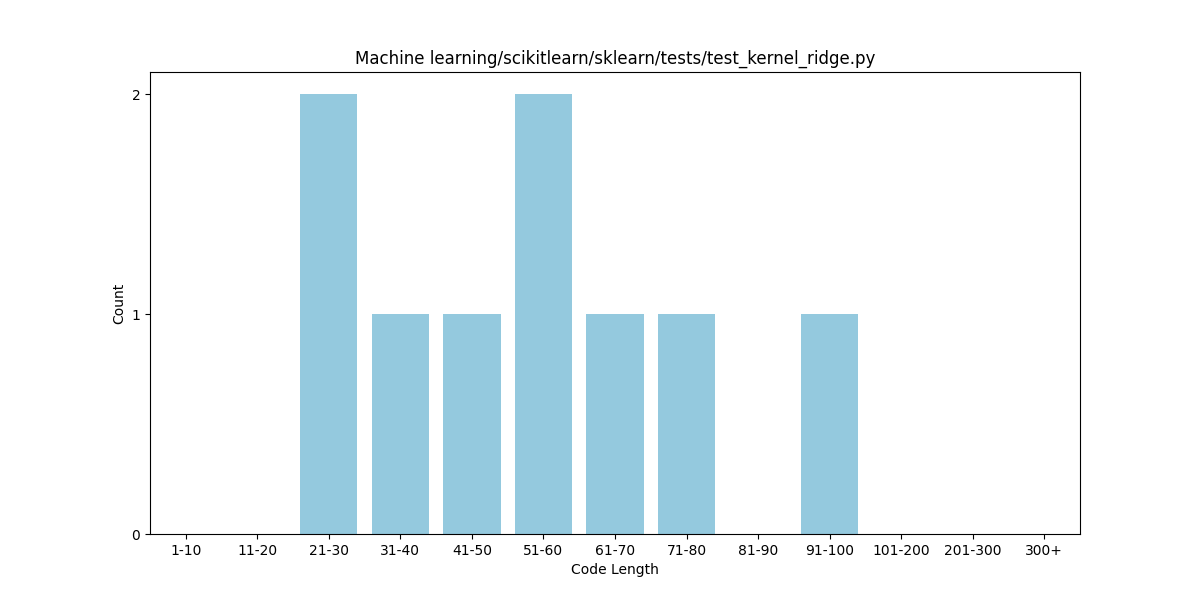 Machine learning/scikitlearn/sklearn/tests/test_kernel_ridge.py
2
1
0
Count
1-10 11-20 21-30 31-40 41-50 51-60 61-70 71-80 81-90 91-100 101-200 201-300 300+
Code Length